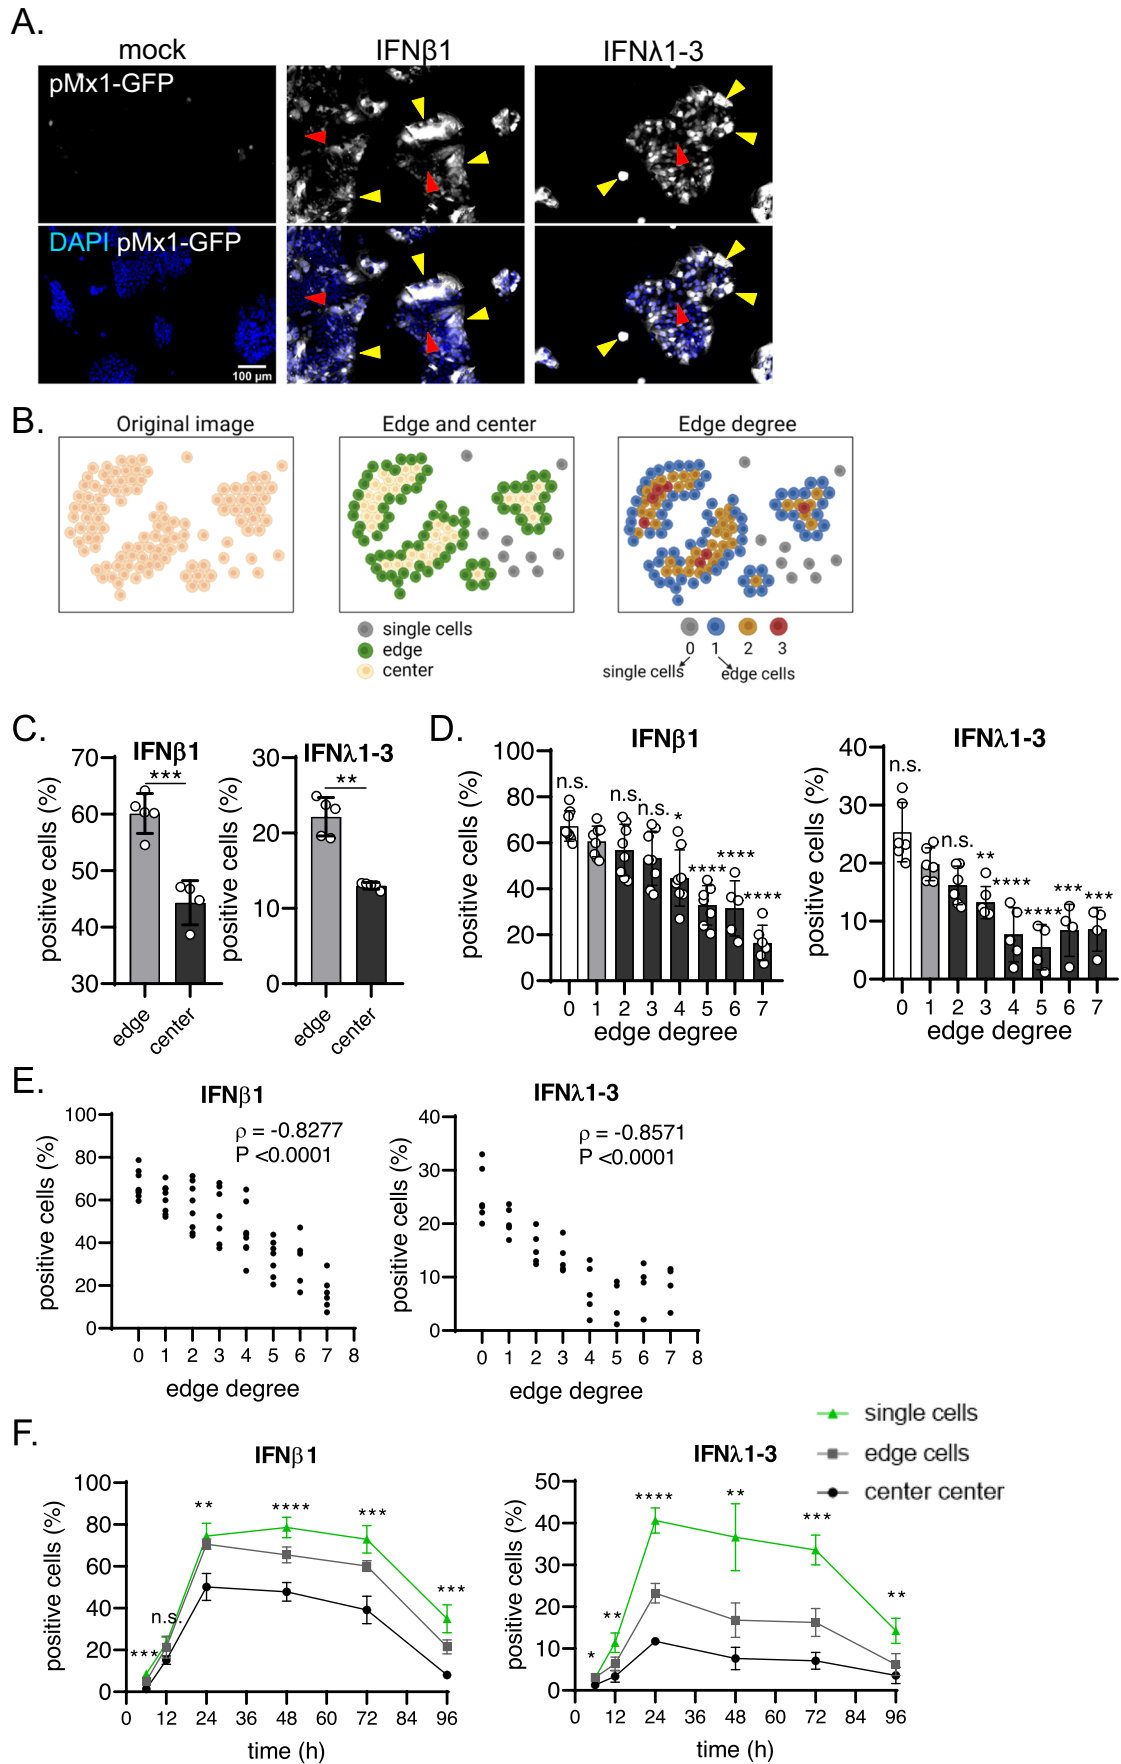 A.
mock
IFNβ1
IFNλ1-3
pMx1-GFP
DAPI pMx1-GFP
100 µm
B.
Original image
Edge and center
Edge degree
single cells
edge
center
0 1 2 3
single cells
edge cells
C.
IFNβ1
positive cells (%)
70
60
50
40
30
***
edge
center
IFNλ1-3
positive cells (%)
30
20
10
0
**
edge
center
D.
IFNβ1
positive cells (%)
100
80
60
40
20
0
n.s.
n.s.
n.s.
*
****
****
****
0 1 2 3 4 5 6 7
edge degree
IFNλ1-3
positive cells (%)
40
30
20
10
0
n.s.
n.s.
**
****
****
***
***
0 1 2 3 4 5 6 7
edge degree
E.
IFNβ1
ρ = -0.8277
P <0.0001
positive cells (%)
100
80
60
40
20
0
0 1 2 3 4 5 6 7 8
edge degree
IFNλ1-3
ρ = -0.8571
P <0.0001
positive cells (%)
40
30
20
10
0
0 1 2 3 4 5 6 7 8
edge degree
F.
single cells
edge cells
center center
IFNβ1
positive cells (%)
100
80
60
40
20
0
***
n.s.
**
****
***
***
0 12 24 36 48 60 72 84 96
time (h)
IFNλ1-3
positive cells (%)
50
40
30
20
10
0
*
**
****
**
***
**
0 12 24 36 48 60 72 84 96
time (h)